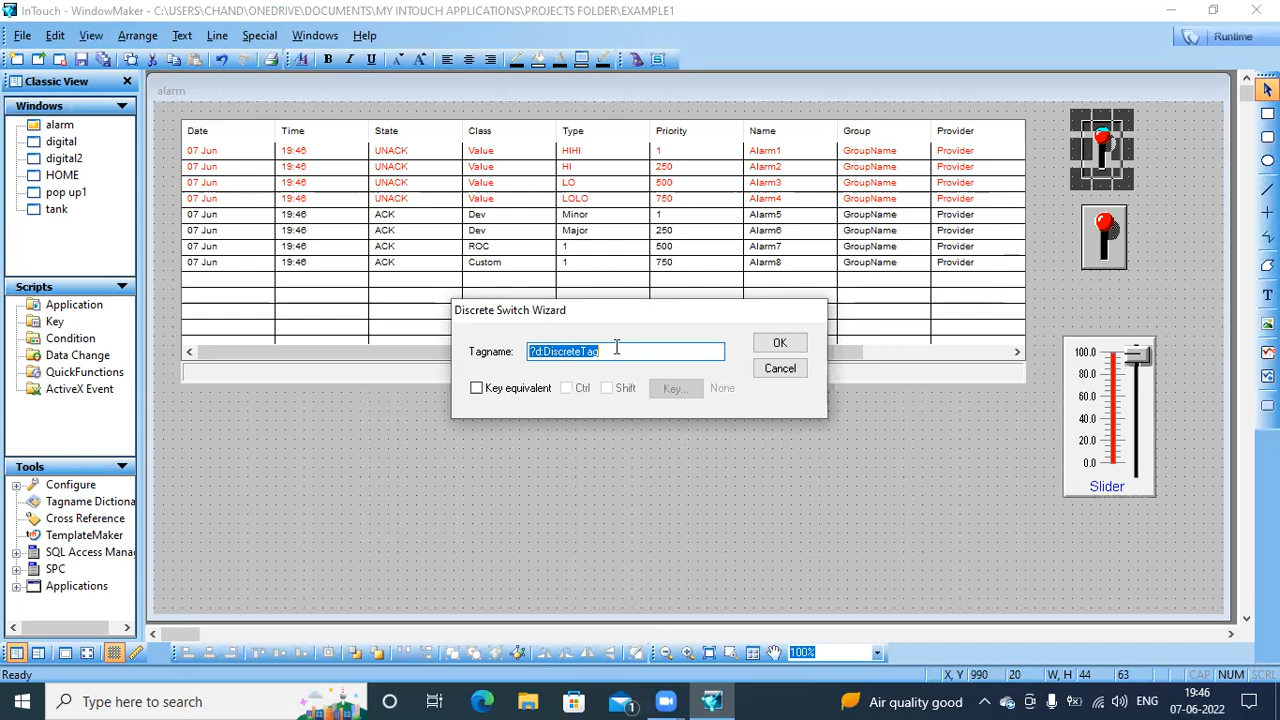 InTouch - WindowMaker - C:\USERS\CHAND\ONEDRIVE\DOCUMENTS\MY INTOUCH APPLICATIONS\PROJECTS FOLDER\EXAMPLE1
File Edit View Arrange Text Line Special Windows Help Runtime
Classic View
Windows
alarm
digital
digital2
HOME
pop up1
tank
Scripts
Application
Key
Condition
Data Change
QuickFunctions
ActiveX Event
Tools
Configure
Tagname Dictiona
Cross Reference
TemplateMaker
SQL Access Mana
SPC
Applications
alarm
Date Time State Class Type Priority Name Group Provider
07 Jun 19:46 UNACK Value HIHI 1 Alarm1 GroupName Provider
07 Jun 19:46 UNACK Value HI 250 Alarm2 GroupName Provider
07 Jun 19:46 UNACK Value LO 500 Alarm3 GroupName Provider
07 Jun 19:46 UNACK Value LOLO 750 Alarm4 GroupName Provider
07 Jun 19:46 ACK Dev Minor 1 Alarm5 GroupName Provider
07 Jun 19:46 ACK Dev Major 250 Alarm6 GroupName Provider
07 Jun 19:46 ACK ROC 1 500 Alarm7 GroupName Provider
07 Jun 19:46 ACK Custom 1 750 Alarm8 GroupName Provider
Discrete Switch Wizard
Tagname: ?d:DiscreteTag OK
Cancel
Key equivalent Ctrl Shift Key... None
100.0
80.0
60.0
40.0
20.0
0.0
Slider
100%
Ready X, Y 990 20 W, H 44 63 CAP NUM SCR
Type here to search
1
Air quality good
ENG
19:46
07-06-2022